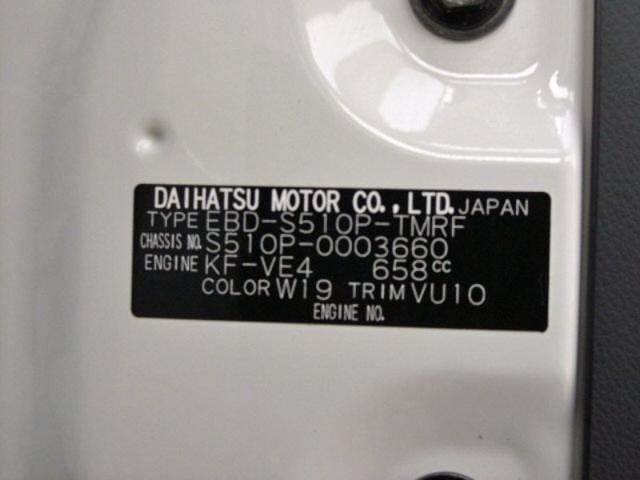 DAIHATSU MOTOR CO.,LTD. JAPAN
TYPE EBD-S510P-TMRF
CHASSIS NO. S510P-0003660
ENGINE KF-VE4 658cc
COLOR W19 TRIM VU10
ENGINE NO.